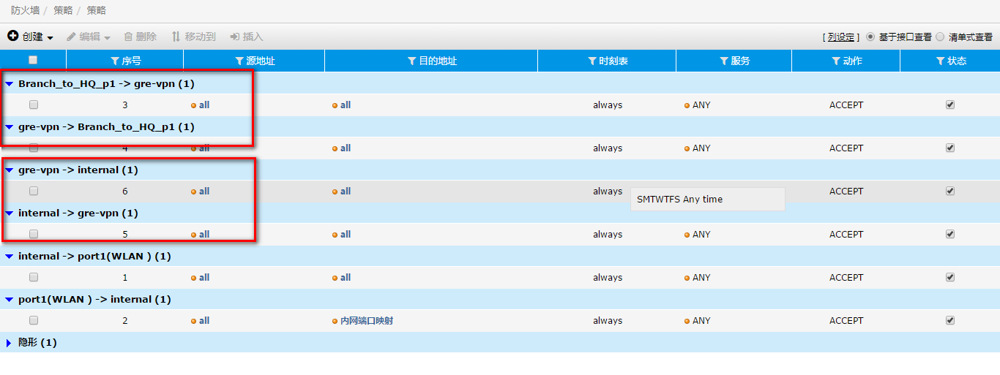 防火墙 / 策略 / 策略
创建 编辑 删除 移动到 插入 [ 列设定 ] 基于接口查看 清单式查看
序号 源地址 目的地址 时刻表 服务 动作 状态
Branch_to_HQ_p1 -> gre-vpn (1)
3 all all always ANY ACCEPT
gre-vpn -> Branch_to_HQ_p1 (1)
4 all all always ANY ACCEPT
gre-vpn -> internal (1)
6 all all always SMTWTFS Any time ACCEPT
internal -> gre-vpn (1)
5 all all always ANY ACCEPT
internal -> port1(WLAN ) (1)
1 all all always ANY ACCEPT
port1(WLAN ) -> internal (1)
2 all 内网端口映射 always ANY ACCEPT
隐形 (1)